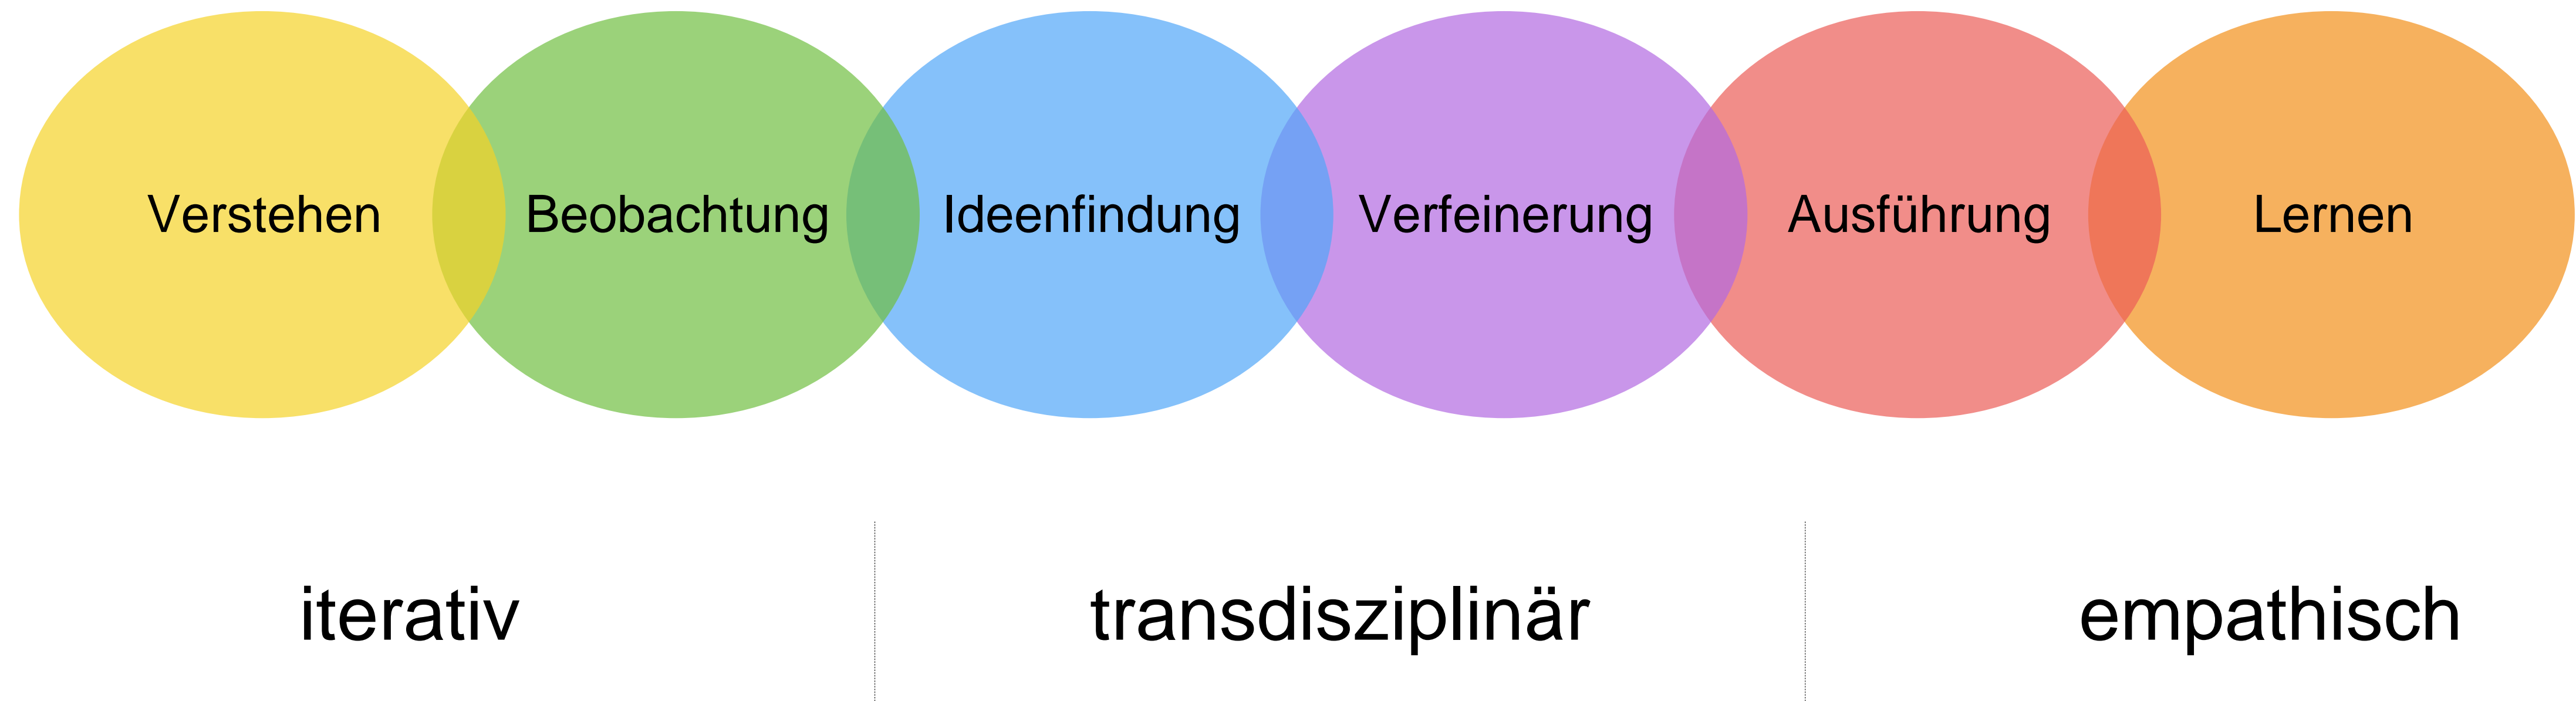 Verstehen Beobachtung Ideenfindung Verfeinerung Ausführung Lernen
iterativ transdisziplinär empathisch